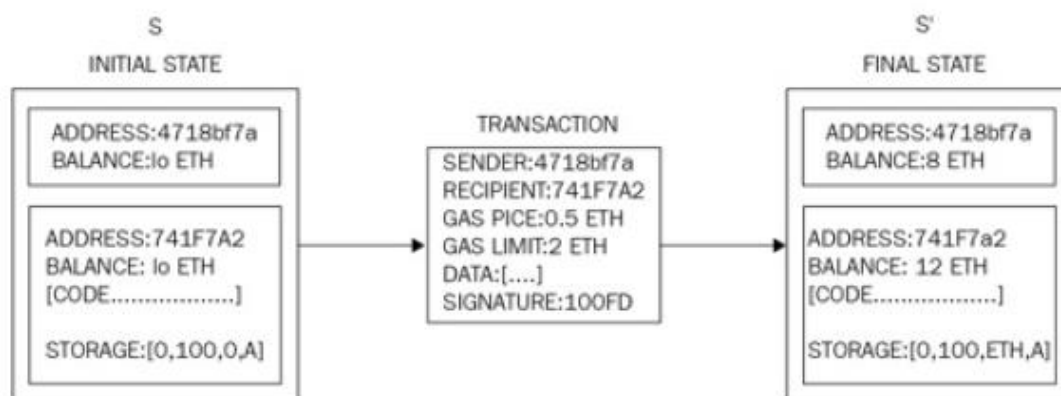 S
INITIAL STATE
ADDRESS:4718bf7a
BALANCE:lo ETH
ADDRESS:741F7A2
BALANCE: lo ETH
[CODE..................]
STORAGE:[0,100,0,A]
TRANSACTION
SENDER:4718bf7a
RECIPIENT:741F7A2
GAS PICE:0.5 ETH
GAS LIMIT:2 ETH
DATA:[....]
SIGNATURE:100FD
S'
FINAL STATE
ADDRESS:4718bf7a
BALANCE:8 ETH
ADDRESS:741F7a2
BALANCE: 12 ETH
[CODE..................]
STORAGE:[0,100,ETH,A]